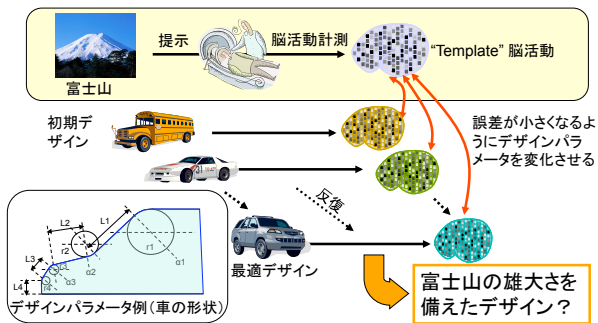 提示
脳活動計測
"Template" 脳活動
富士山
初期デ
ザイン
誤差が小さくなるよ
うにデザインパラ
メータを変化させる
31
反復
L1
L2
r1
r2
α1
α2
L3
r3
α3
L4
r4
最適デザイン
デザインパラメータ例(車の形状)
富士山の雄大さを
備えたデザイン?